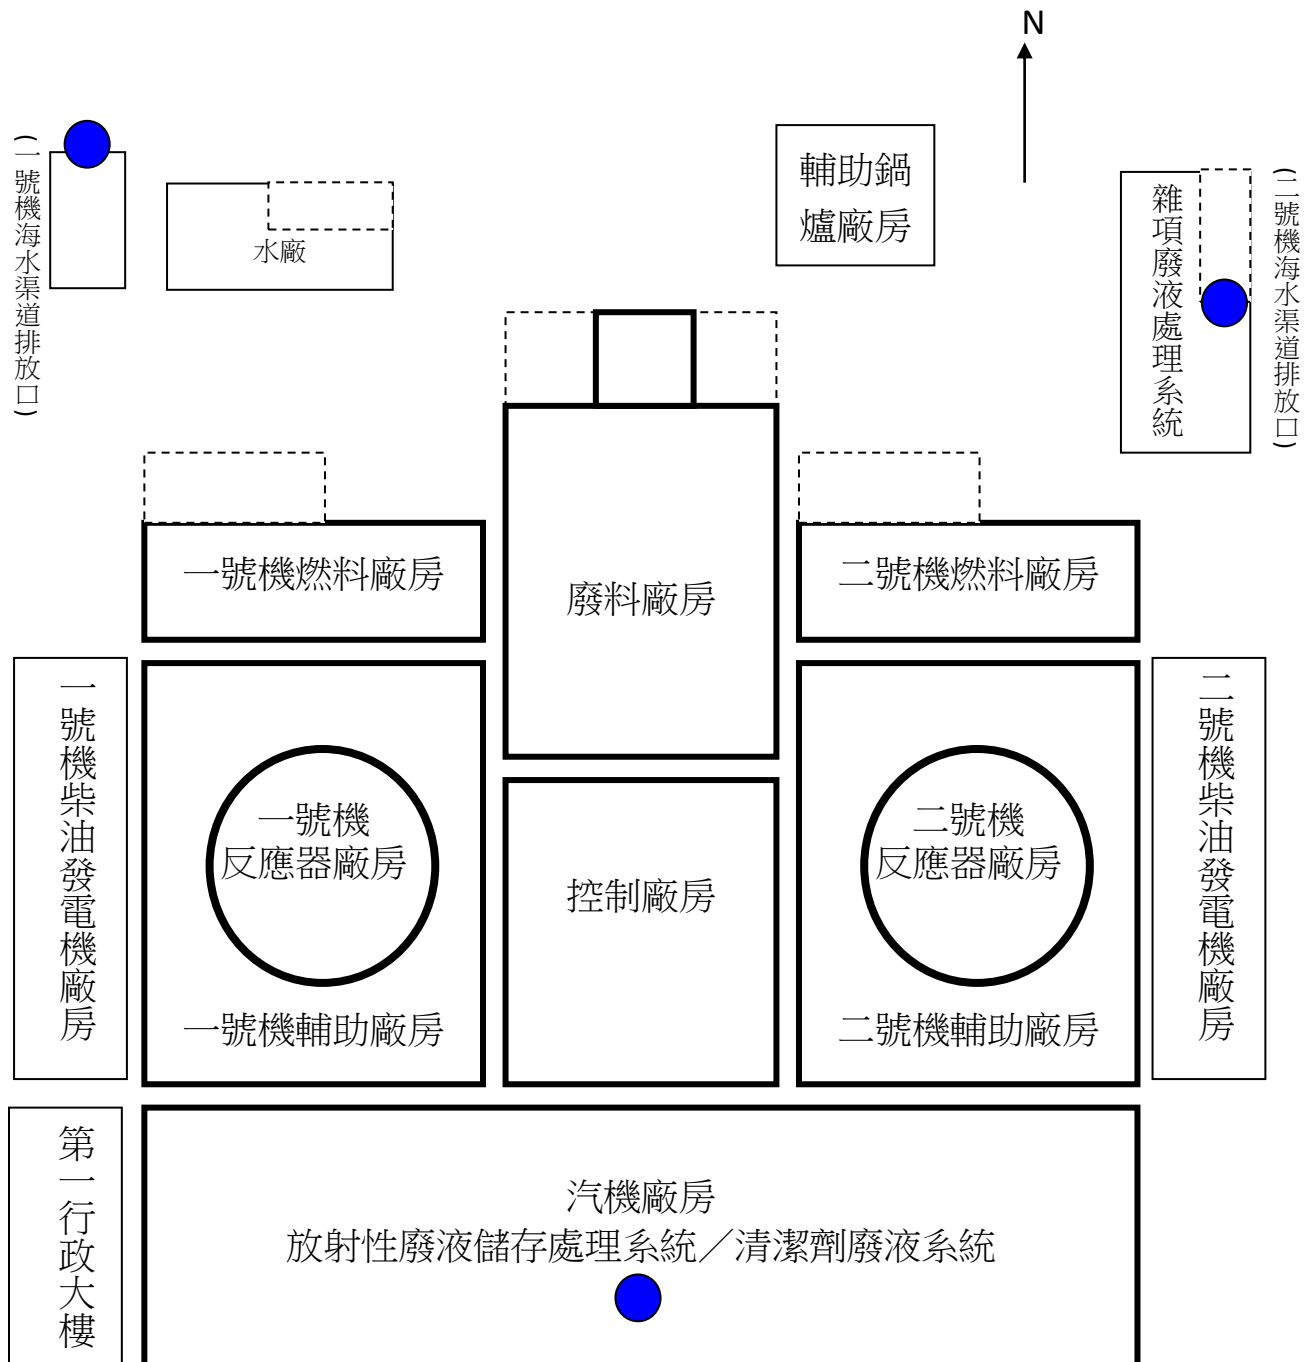 N
(一號機海水渠道排放口)
水廠
輔助鍋
爐廠房
雜項廢液處理系統
(二號機海水渠道排放口)
一號機燃料廠房
廢料廠房
二號機燃料廠房
一號機柴油發電機廠房
一號機
反應器廠房
一號機輔助廠房
控制廠房
二號機
反應器廠房
二號機輔助廠房
二號機柴油發電機廠房
第一行政大樓
汽機廠房
放射性廢液儲存處理系統／清潔劑廢液系統